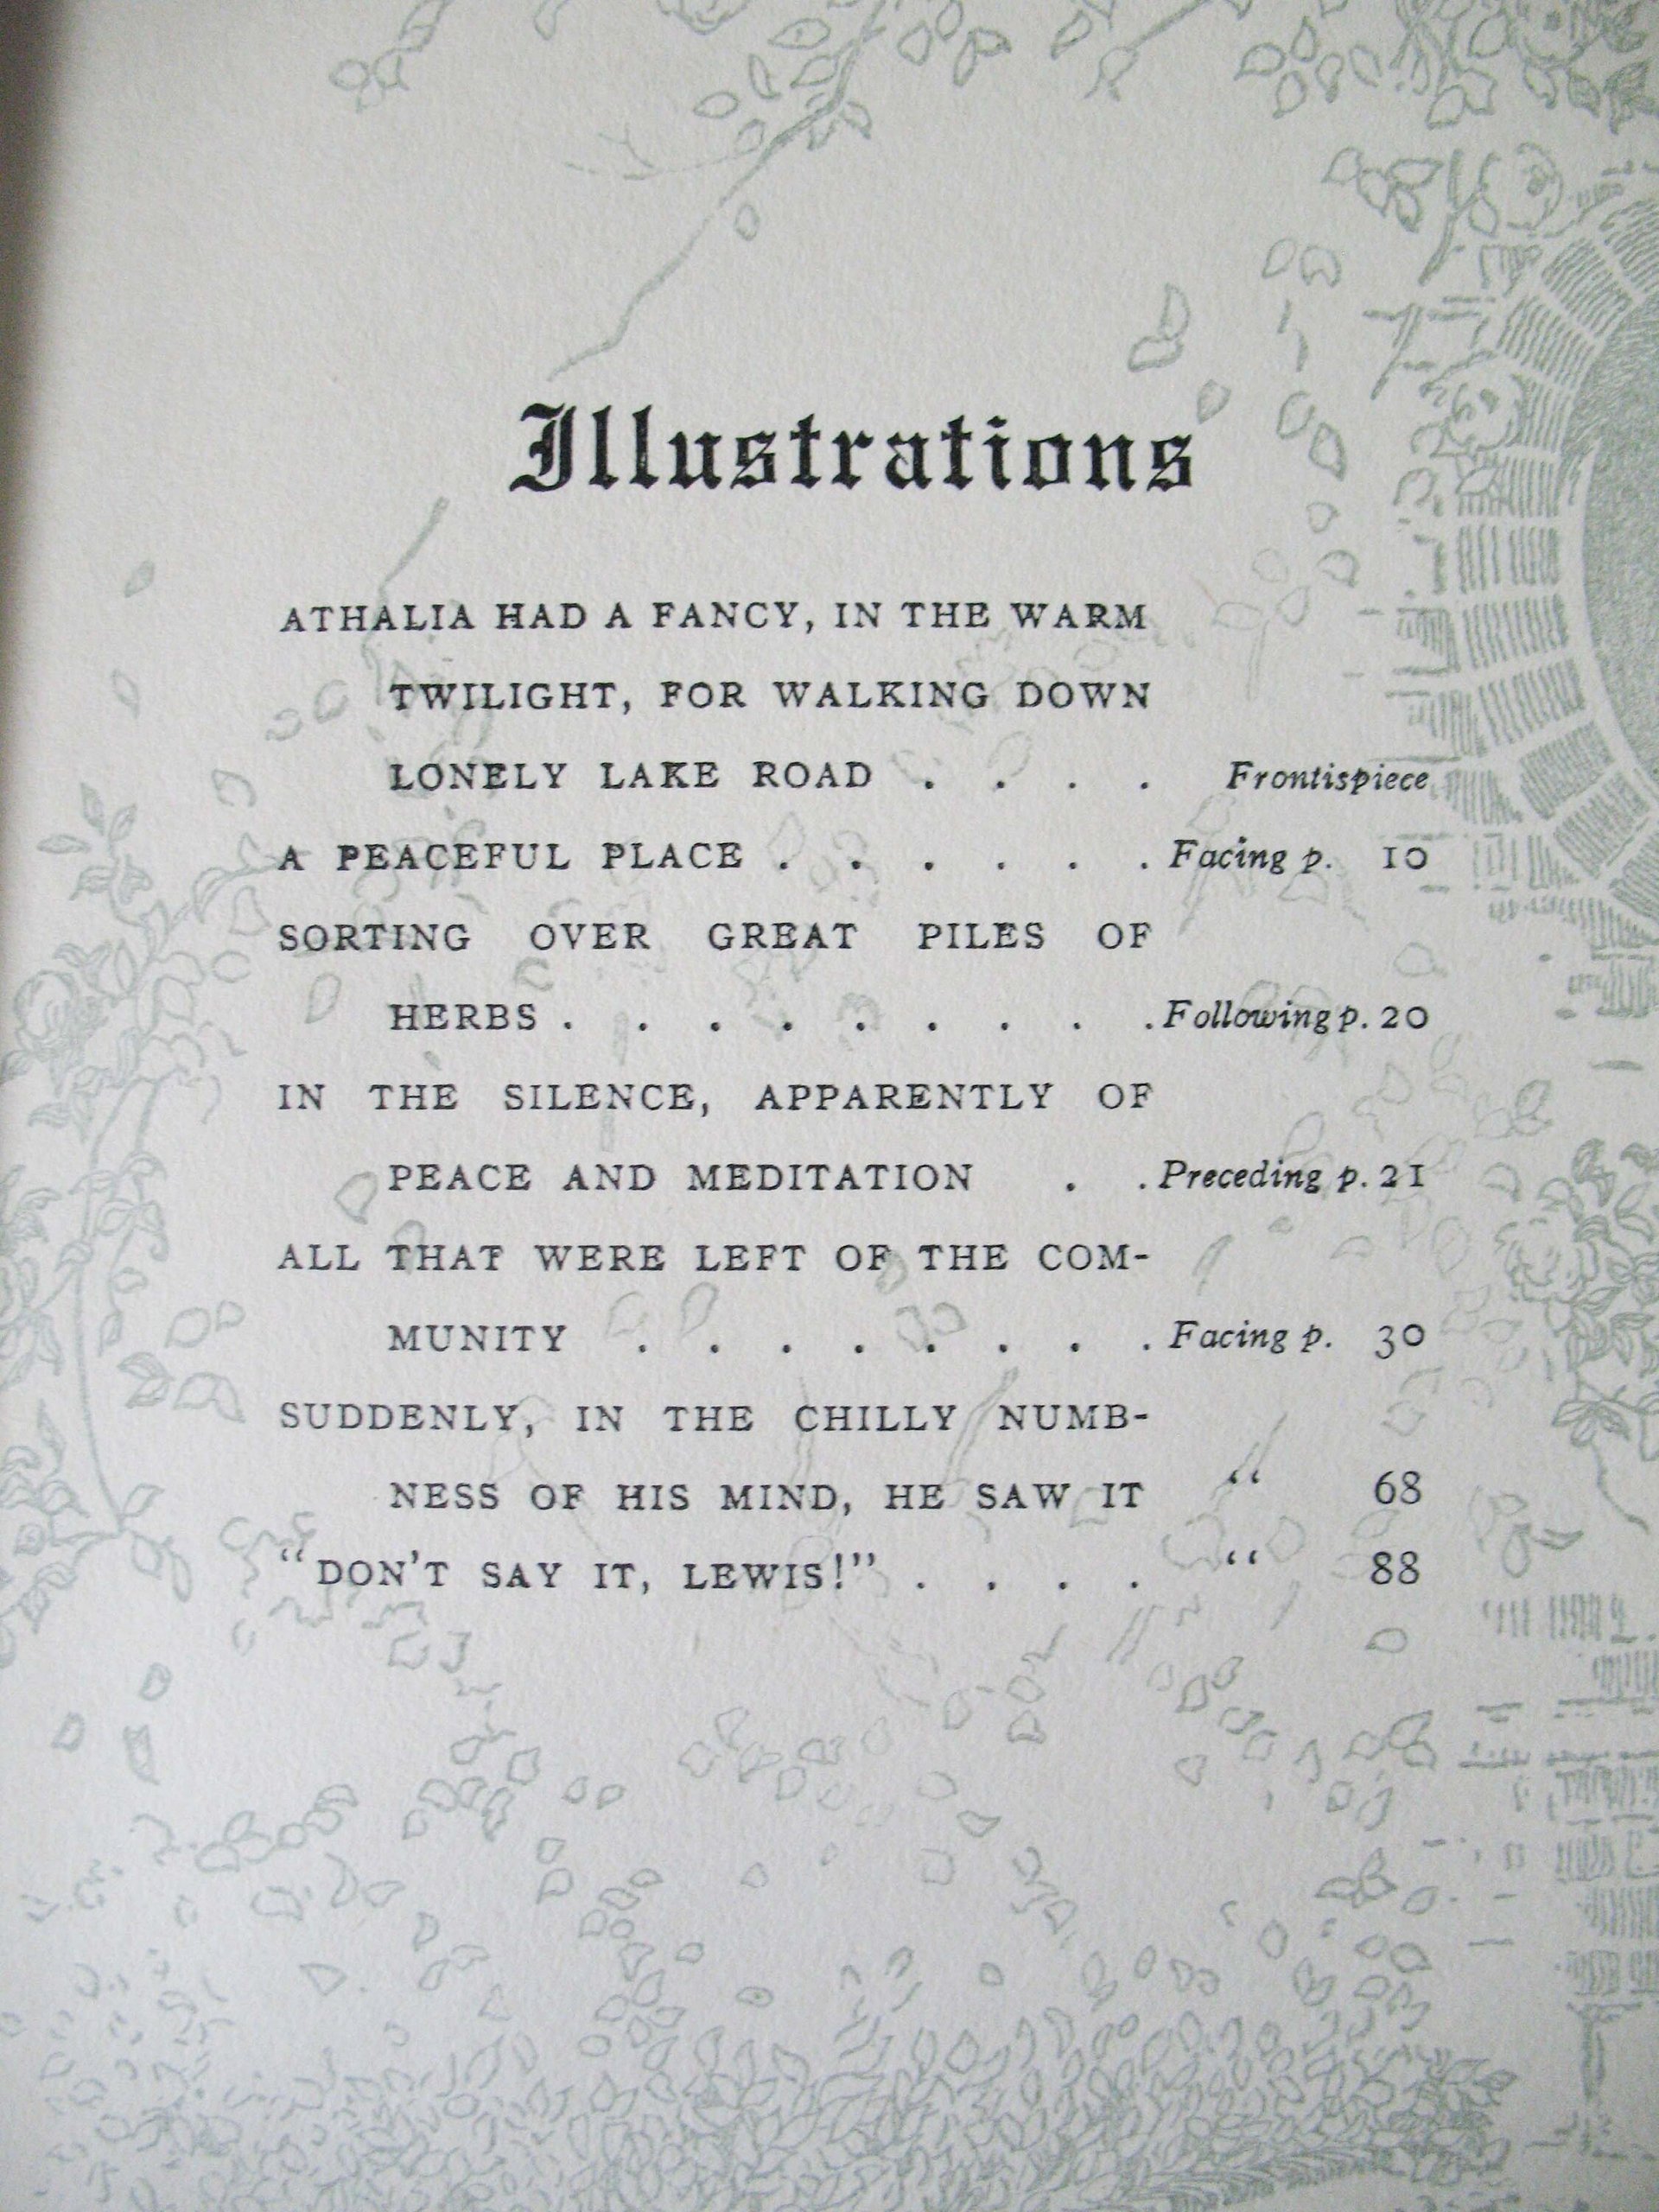 Illustrations
ATHALIA HAD A FANCY, IN THE WARM
TWILIGHT, FOR WALKING DOWN
LONELY LAKE ROAD . . . . Frontispiece
A PEACEFUL PLACE . . . . . . Facing p. 10
SORTING OVER GREAT PILES OF
HERBS . . . . . . . . . Following p. 20
IN THE SILENCE, APPARENTLY OF
PEACE AND MEDITATION . . Preceding p. 21
ALL THAT WERE LEFT OF THE COM-
MUNITY . . . . . . . . Facing p. 30
SUDDENLY, IN THE CHILLY NUMB-
NESS OF HIS MIND, HE SAW IT “ 68
“DON'T SAY IT, LEWIS!” . . . . “ 88